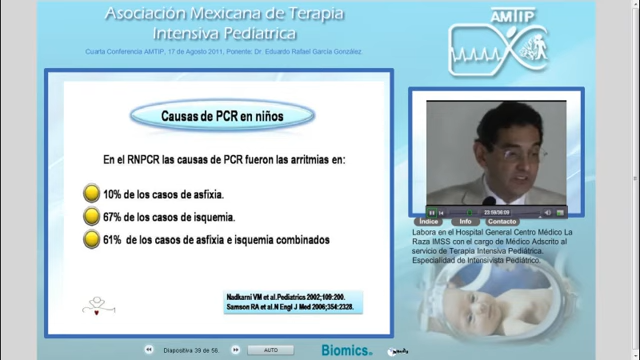 Asociación Mexicana de Terapia
Intensiva Pediatrica
Cuarta Conferencia AMTIP, 17 de Agosto 2011, Ponente: Dr. Eduardo Rafael García González.
AMTIP
Causas de PCR en niños
En el RNPCR las causas de PCR fueron las arritmias en:
10% de los casos de asfixia.
67% de los casos de isquemia.
61% de los casos de asfixia e isquemia combinados
Nadkarni VM et al.Pediatrics 2002;109:200.
Samson RA et al.N Engl J Med 2006;354:2328.
Índice Info Contacto
Labora en el Hospital General Centro Médico La
Raza IMSS con el cargo de Médico Adscrito al
servicio de Terapia Intensiva Pediátrica.
Especialidad de Intensivista Pediátrico.
Diapositiva 39 de 56.
AUTO
Biomics